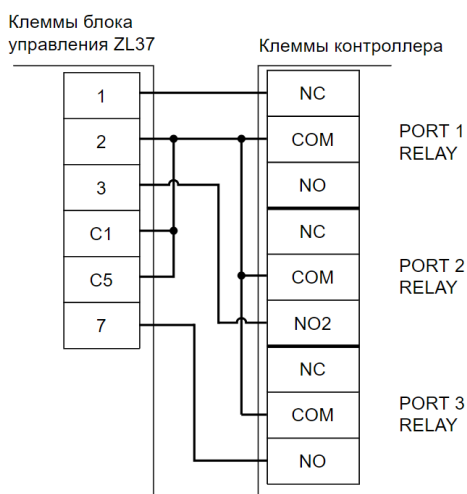 Клеммы блока
управления ZL37
Клеммы контроллера
1
2
3
C1
C5
7
NC
COM
NO
PORT 1
RELAY
NC
COM
NO2
PORT 2
RELAY
NC
COM
NO
PORT 3
RELAY